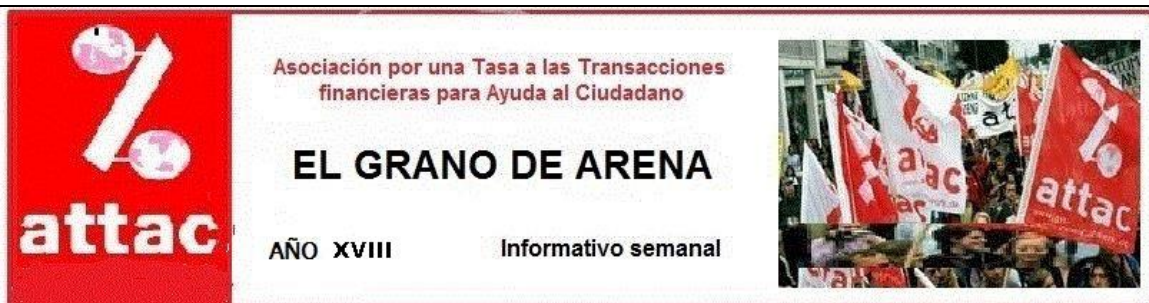 %
attac
Asociación por una Tasa a las Transacciones
financieras para Ayuda al Ciudadano
EL GRANO DE ARENA
AÑO XVIII
Informativo semanal
attac
attac